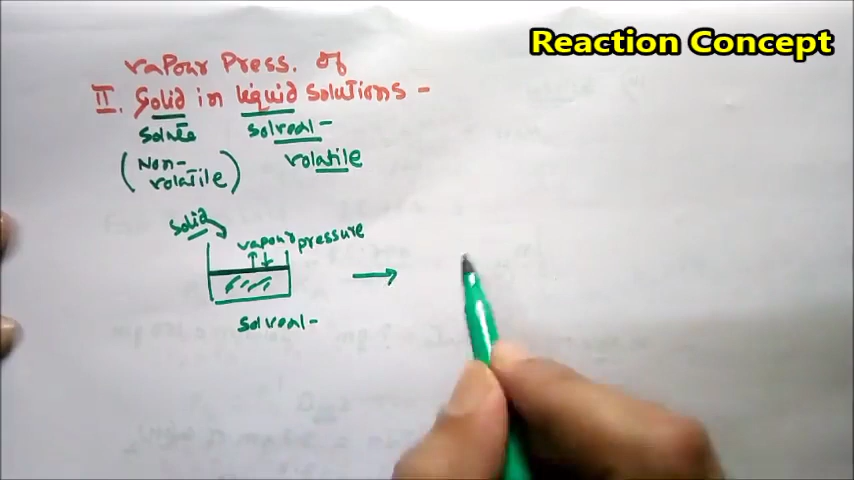 Reaction Concept
Vapour Press. of
II. Solid in liquid Solutions -
Solute Solvent
(Non-volatile) volatile
Solid
vapour pressure
Solvent